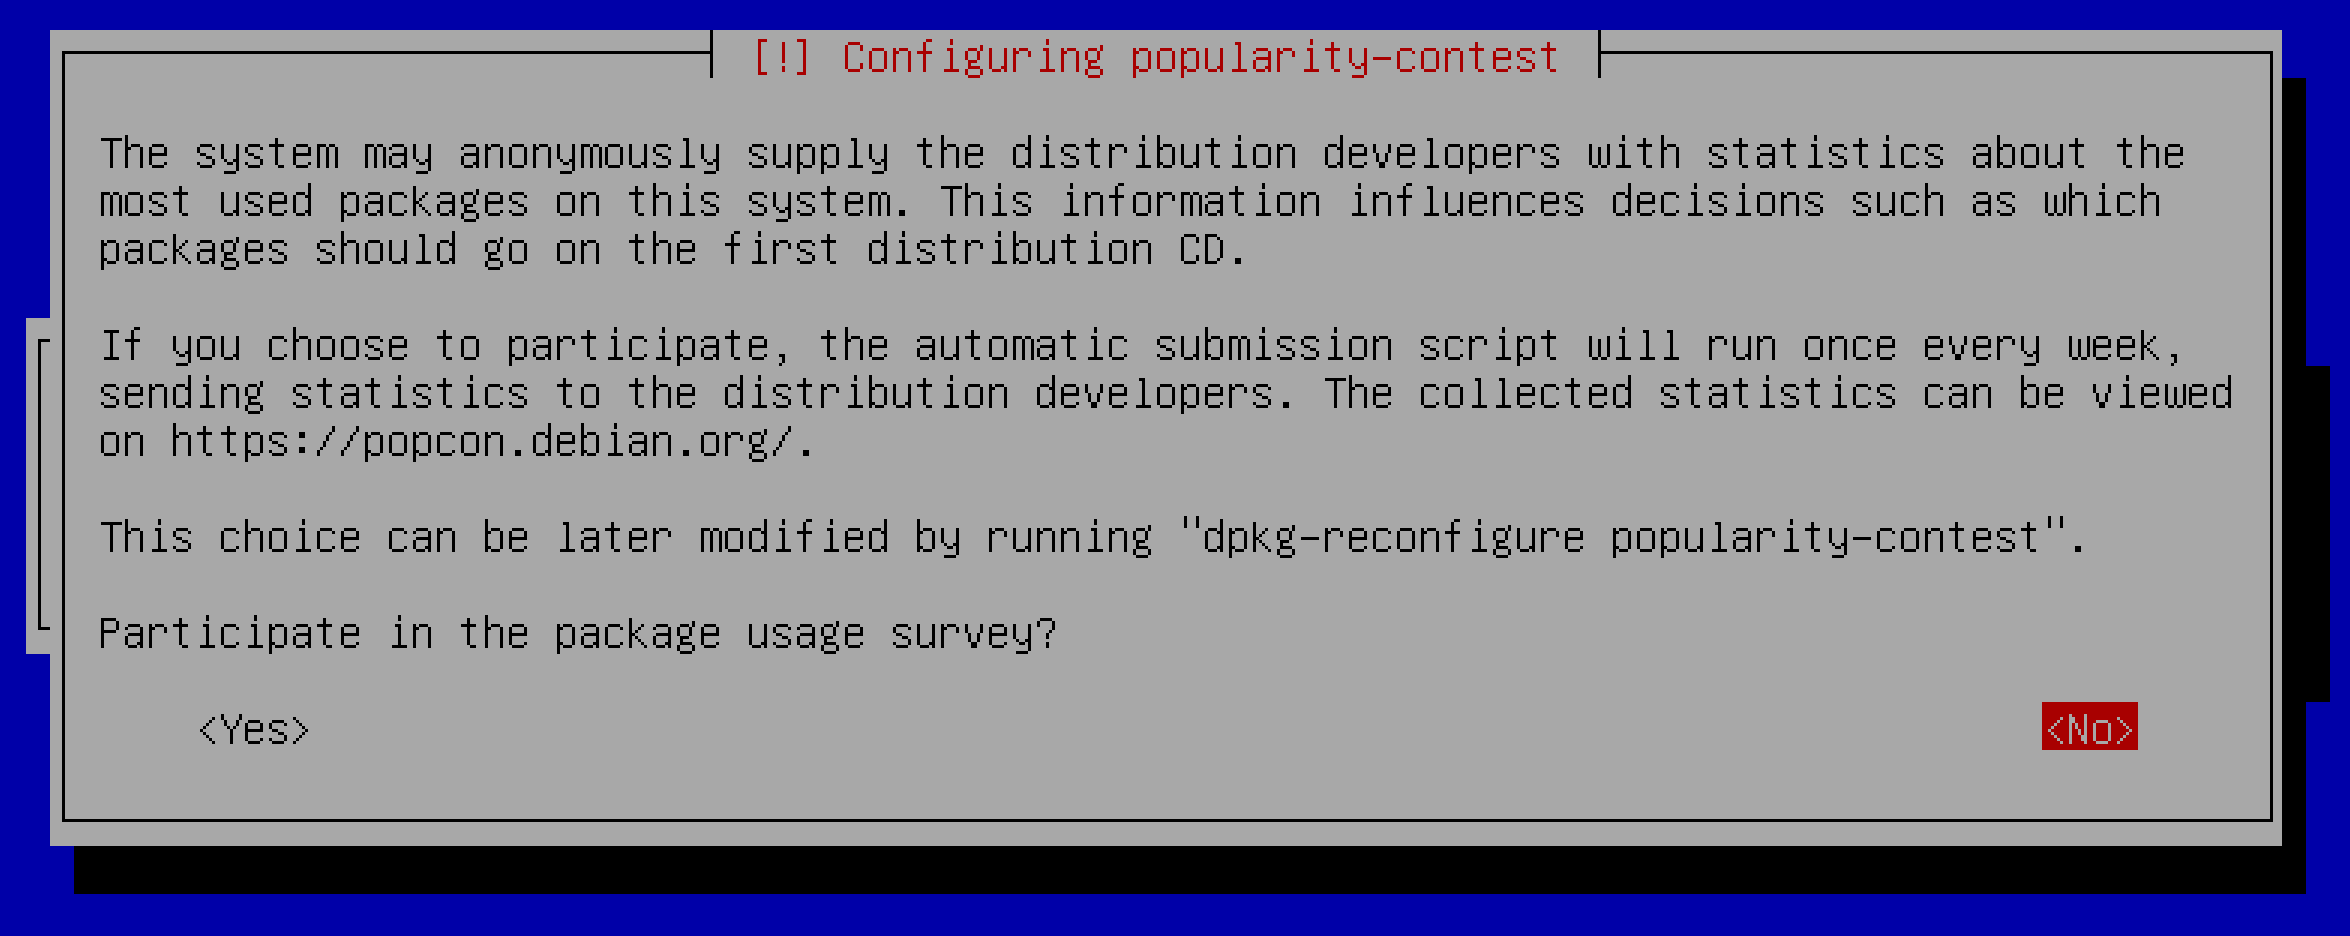 [!] Configuring popularity-contest
The system may anonymously supply the distribution developers with statistics about the
most used packages on this system. This information influences decisions such as which
packages should go on the first distribution CD.
If you choose to participate, the automatic submission script will run once every week,
sending statistics to the distribution developers. The collected statistics can be viewed
on https://popcon.debian.org/.
This choice can be later modified by running "dpkg-reconfigure popularity-contest".
Participate in the package usage survey?
<Yes> <No>